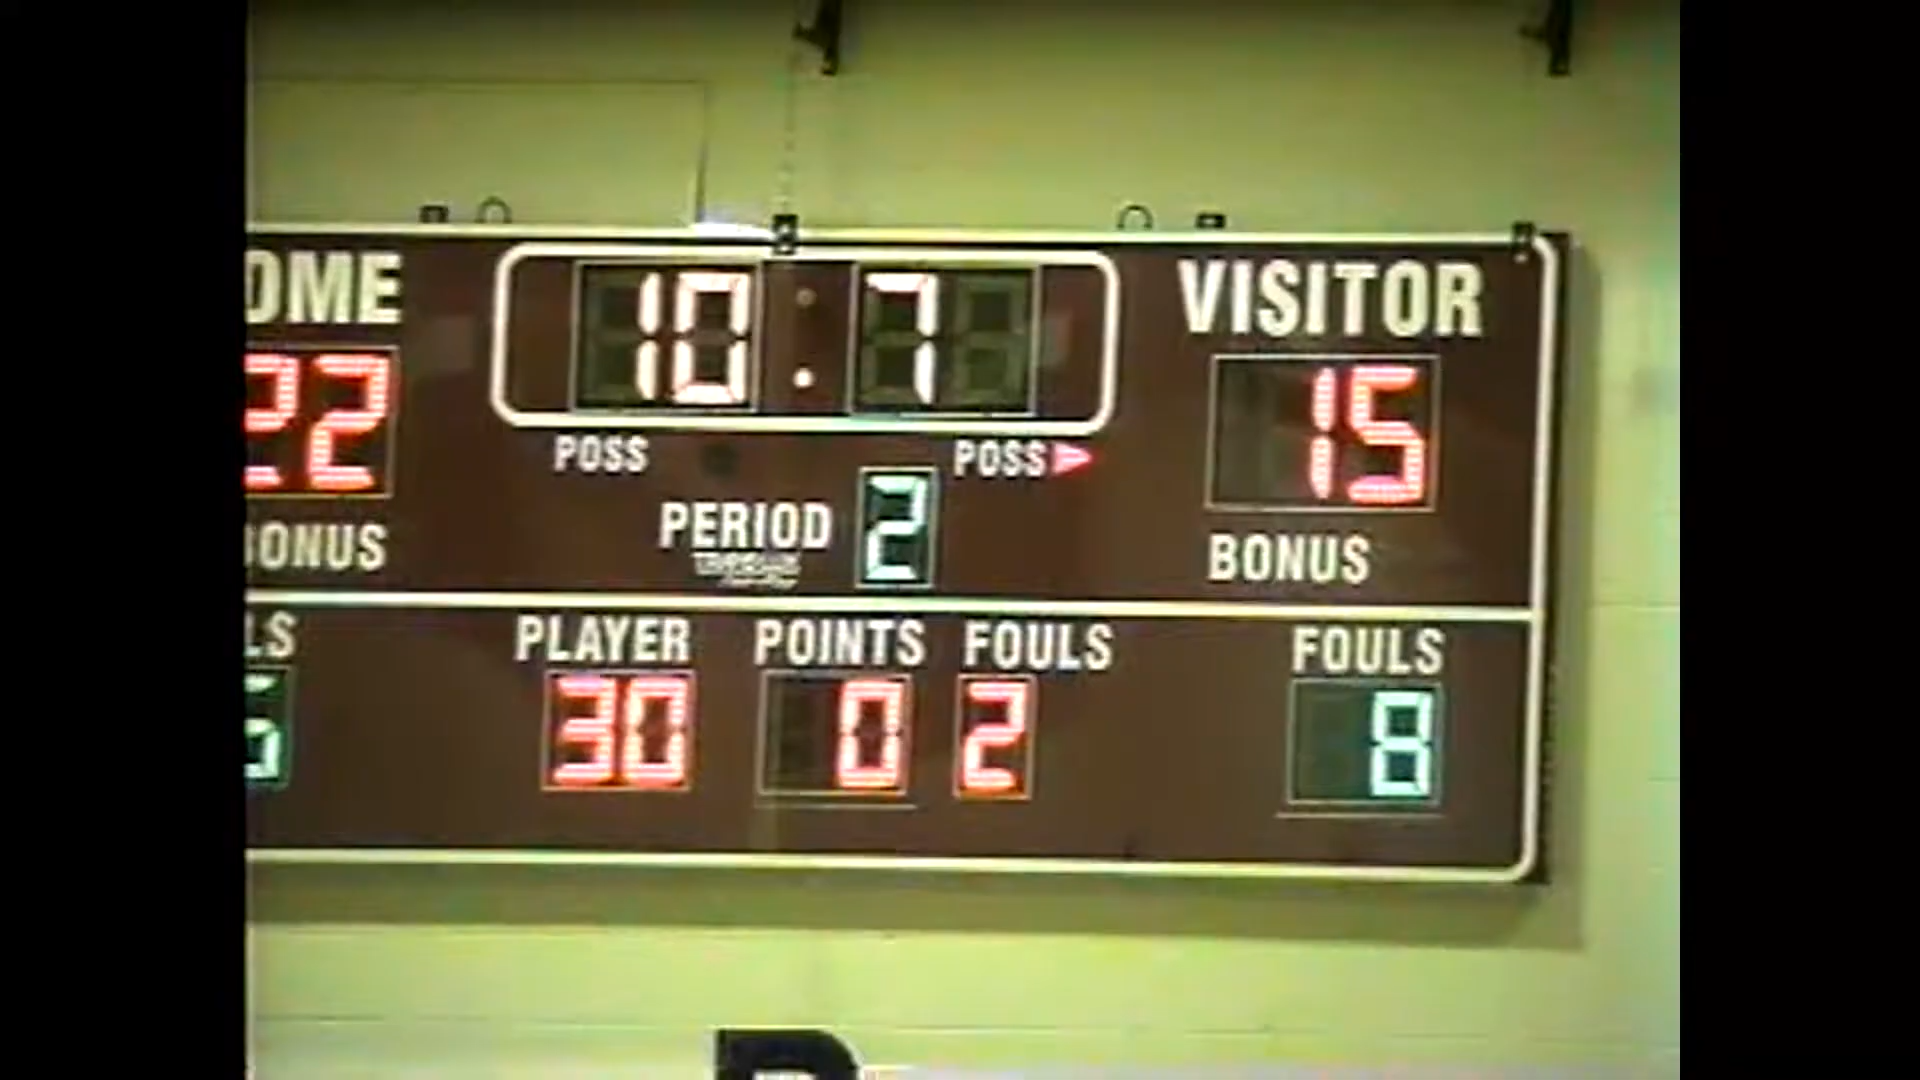 OME 10:7 VISITOR
22 15
POSS POSS
PERIOD 2
BONUS BONUS
LS PLAYER POINTS FOULS FOULS
30 0 2 8